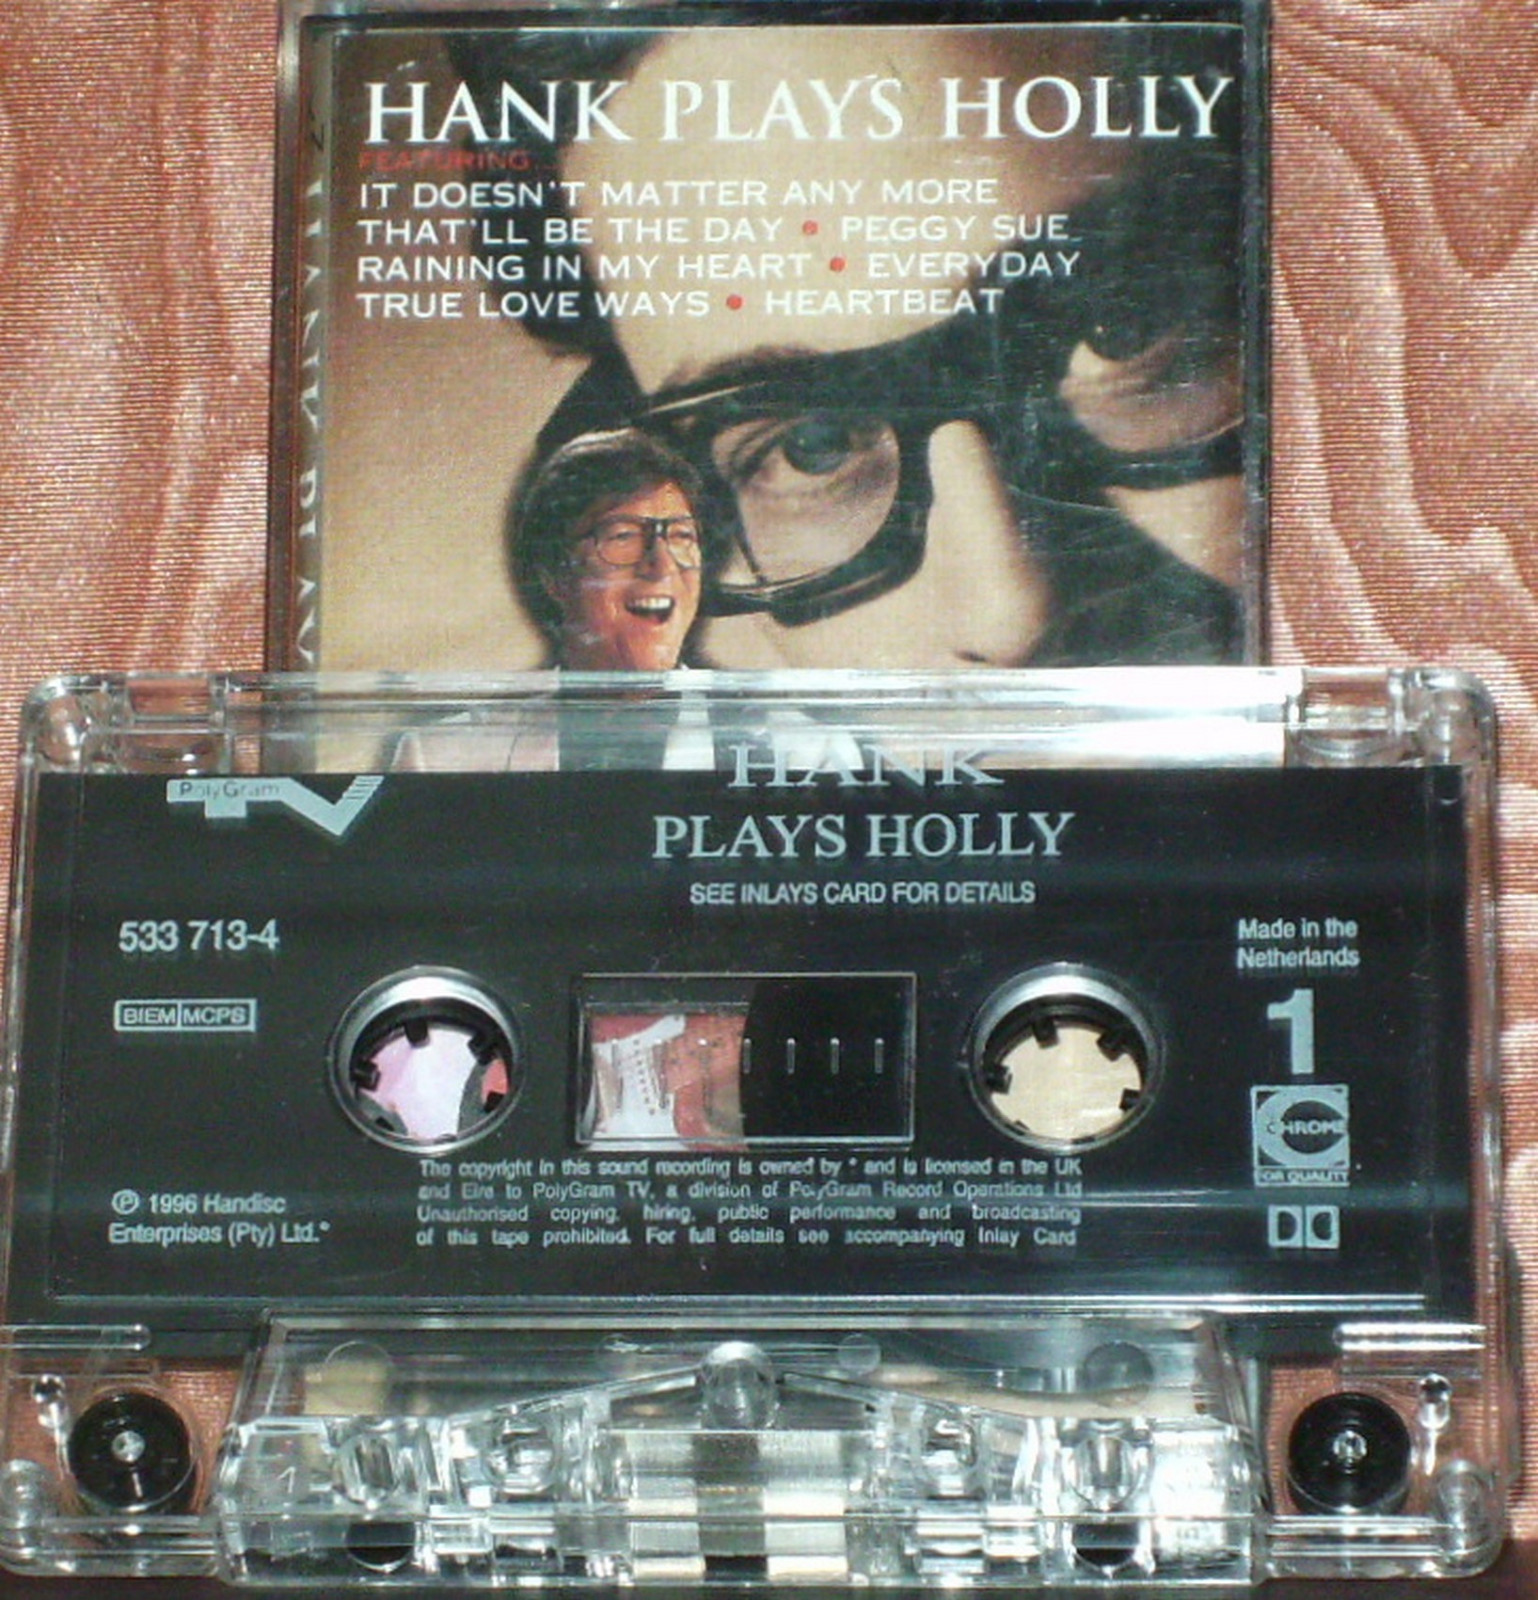 HANK PLAYS HOLLY
FEATURING...
IT DOESN'T MATTER ANY MORE
THAT'LL BE THE DAY • PEGGY SUE
RAINING IN MY HEART • EVERYDAY
TRUE LOVE WAYS • HEARTBEAT
HANK PLAYS
PolyGram TV
HANK
PLAYS HOLLY
SEE INLAYS CARD FOR DETAILS
533 713-4
Made in the
Netherlands
BIEM MCPS
1
CHROME
FOR QUALITY
The copyright in this sound recording is owned by * and is licensed in the UK
and Eire to PolyGram TV, a division of PolyGram Record Operations Ltd
Unauthorised copying, hiring, public performance and broadcasting
of this tape prohibited. For full details see accompanying Inlay Card
℗ 1996 Handisc
Enterprises (Pty) Ltd.*